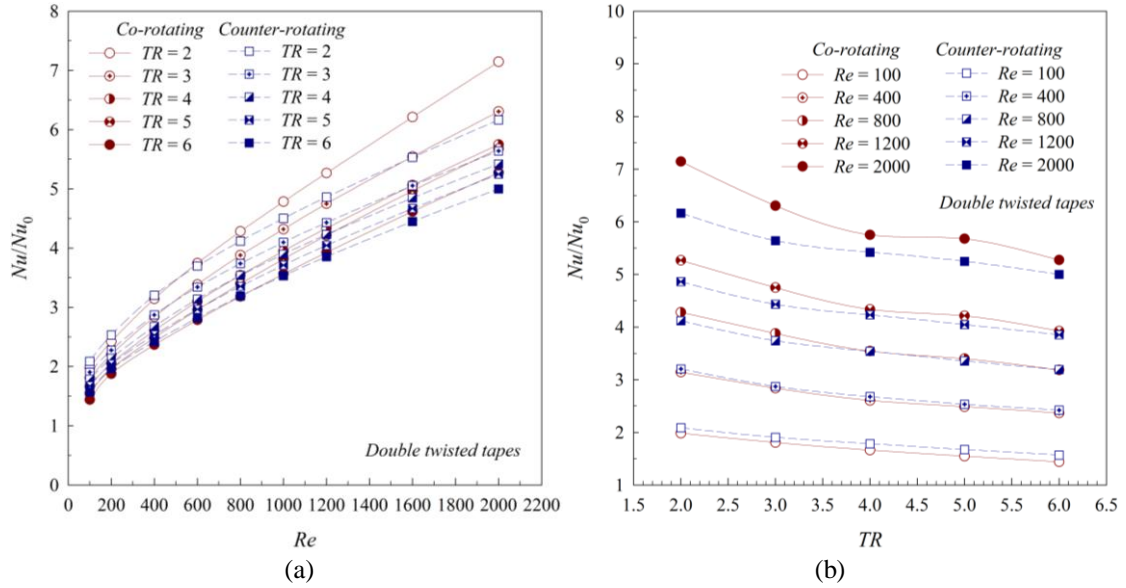 Co-rotating Counter-rotating
TR = 2 TR = 2
TR = 3 TR = 3
TR = 4 TR = 4
TR = 5 TR = 5
TR = 6 TR = 6
Double twisted tapes
8
7
6
5
4
3
2
1
0
Nu/Nu0
0 200 400 600 800 1000 1200 1400 1600 1800 2000 2200
Re
(a)
Co-rotating Counter-rotating
Re = 100 Re = 100
Re = 400 Re = 400
Re = 800 Re = 800
Re = 1200 Re = 1200
Re = 2000 Re = 2000
Double twisted tapes
10
9
8
7
6
5
4
3
2
1
Nu/Nu0
1.5 2.0 2.5 3.0 3.5 4.0 4.5 5.0 5.5 6.0 6.5
TR
(b)